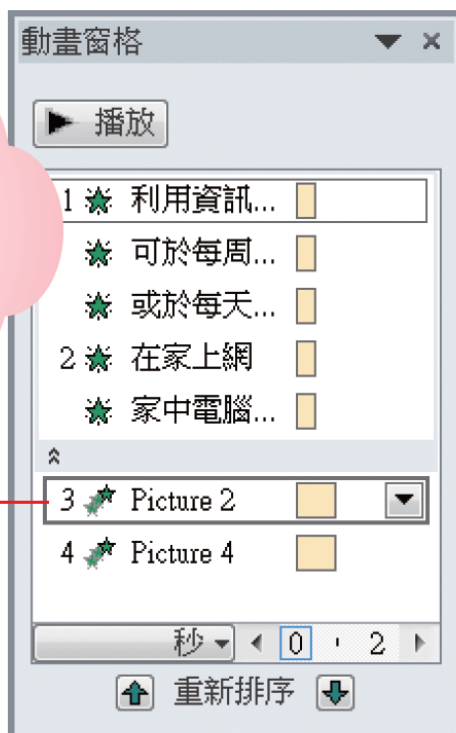 動畫窗格
播放
1 利用資訊...
可於每周...
或於每天...
2 在家上網
家中電腦...
3 Picture 2
4 Picture 4
秒 0 2
重新排序